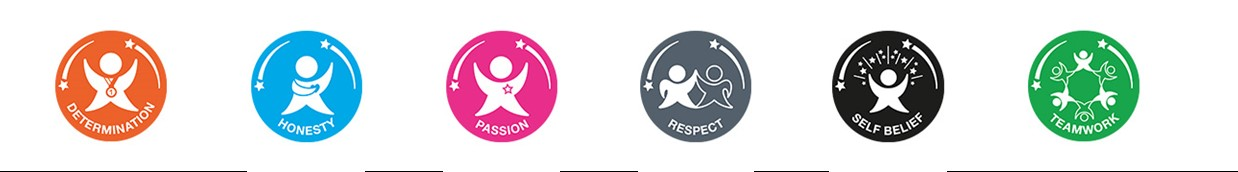 DETERMINATION
HONESTY
PASSION
RESPECT
SELF BELIEF
TEAMWORK